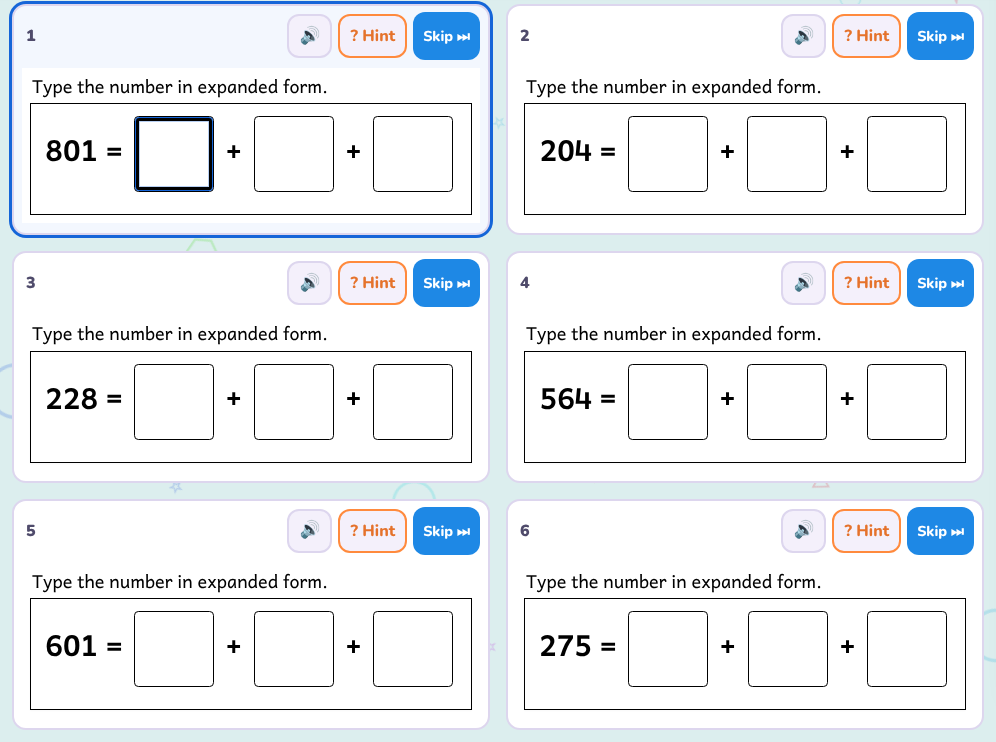 1 ? Hint Skip
Type the number in expanded form.
801 = + +
2 ? Hint Skip
Type the number in expanded form.
204 = + +
3 ? Hint Skip
Type the number in expanded form.
228 = + +
4 ? Hint Skip
Type the number in expanded form.
564 = + +
5 ? Hint Skip
Type the number in expanded form.
601 = + +
6 ? Hint Skip
Type the number in expanded form.
275 = + +